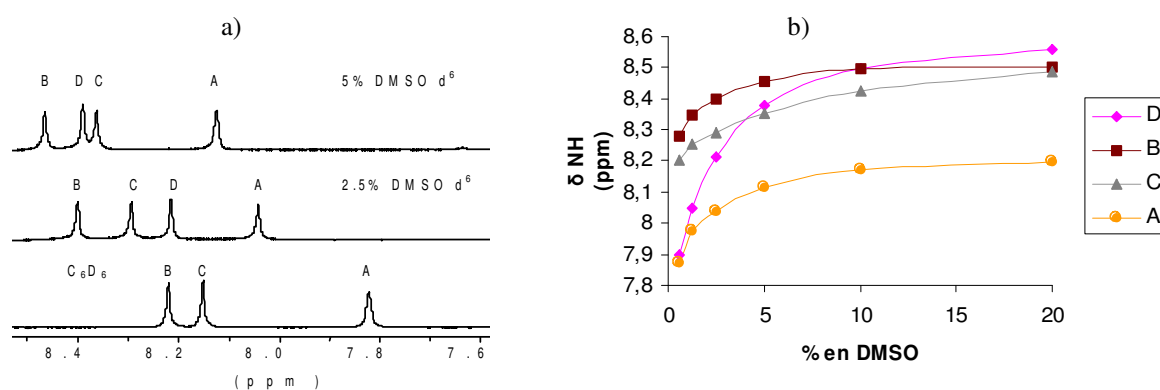 a)
B D C A 5% DMSO d⁶
B C D A 2.5% DMSO d⁶
C₆D₆ B C A
8.4 8.2 8.0 7.8 7.6
(ppm)
b)
8,6
8,5
8,4
8,3
8,2
8,1
8
7,9
7,8
δ NH
(ppm)
0 5 10 15 20
% en DMSO
D
B
C
A